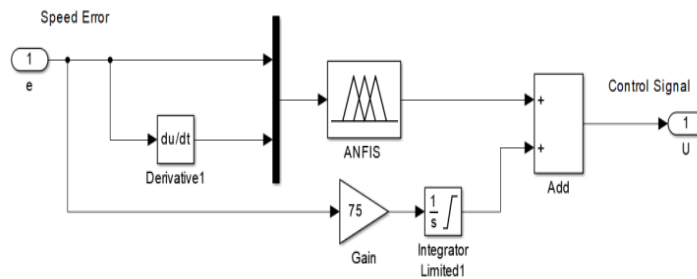 Speed Error
1
e
du/dt
Derivative1
ANFIS
75
Gain
1
s
Integrator
Limited1
+
+
Add
Control Signal
1
U